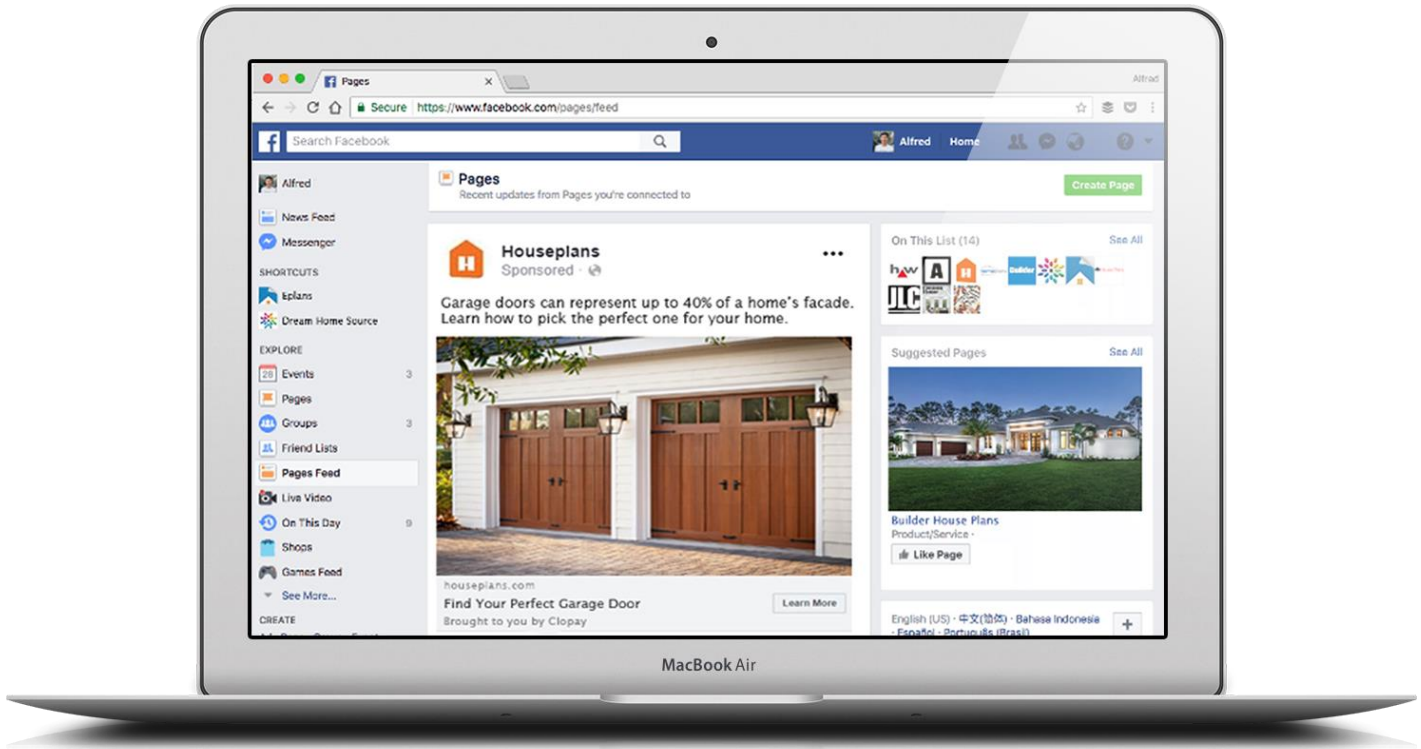 Pages
Alfred
Secure https://www.facebook.com/pages/feed
Search Facebook
Alfred Home
Alfred
News Feed
Messenger
SHORTCUTS
Eplans
Dream Home Source
EXPLORE
28 Events 3
Pages
Groups 3
Friend Lists
Pages Feed
Live Video
On This Day 9
Shops
Games Feed
See More...
CREATE
Pages
Recent updates from Pages you're connected to
Create Page
H
Houseplans
Sponsored ·
Garage doors can represent up to 40% of a home's facade.
Learn how to pick the perfect one for your home.
houseplans.com
Find Your Perfect Garage Door
Learn More
Brought to you by Clopay
On This List (14) See All
A H Builder
JLC
Suggested Pages See All
Builder House Plans
Product/Service ·
Like Page
English (US) · 中文(简体) · Bahasa Indonesia
· Español · Português (Brasil)
MacBook Air